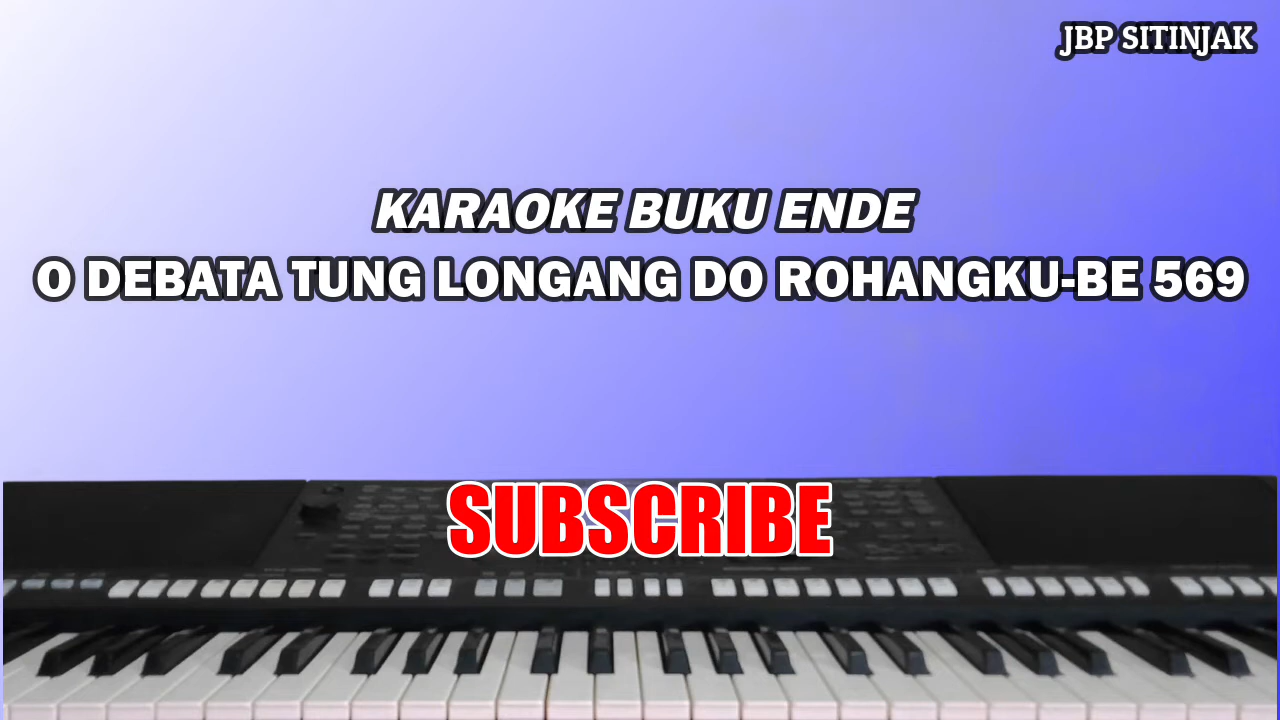 JBP SITINJAK
KARAOKE BUKU ENDE
O DEBATA TUNG LONGANG DO ROHANGKU-BE 569
SUBSCRIBE